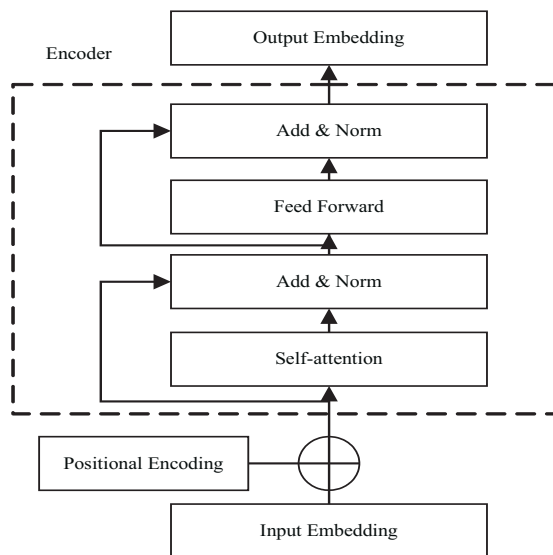 Output Embedding
Encoder
Add & Norm
Feed Forward
Add & Norm
Self-attention
Positional Encoding
Input Embedding